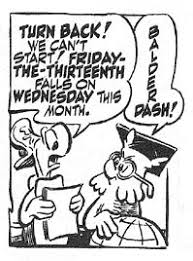 TURN BACK!
WE CAN'T
START! FRIDAY-
THE-THIRTEENTH
FALLS ON
WEDNESDAY THIS
MONTH.
BALDER
DASH!